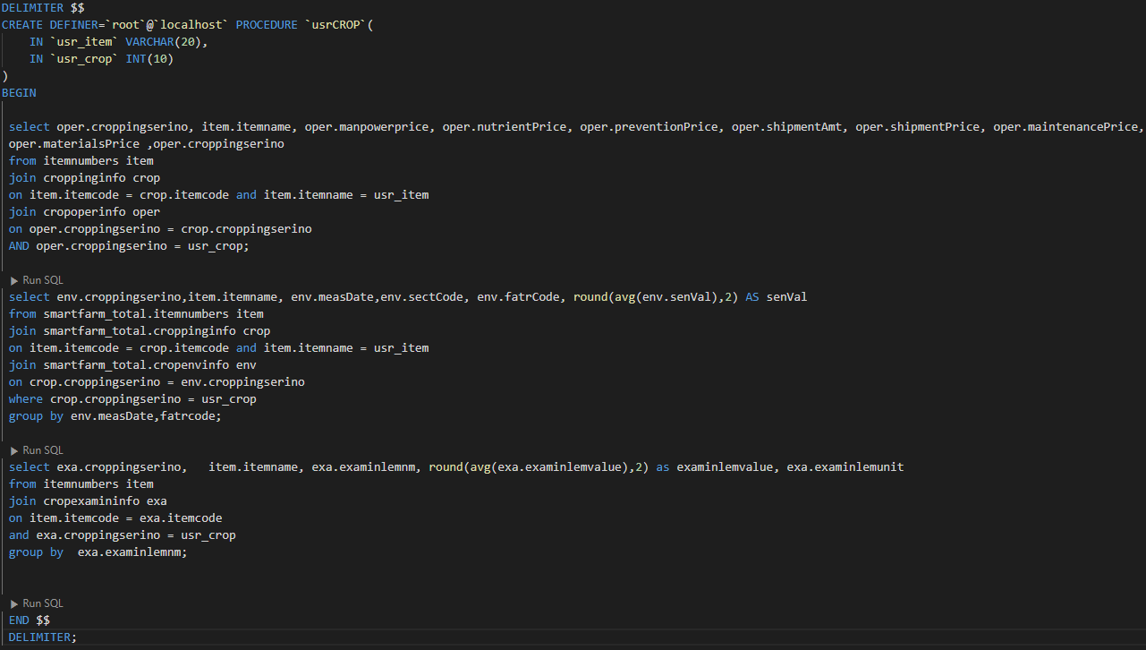 DELIMITER $$
CREATE DEFINER=`root`@`localhost` PROCEDURE `usrCROP`(
IN `usr_item` VARCHAR(20),
IN `usr_crop` INT(10)
)
BEGIN
select oper.croppingserino, item.itemname, oper.manpowerprice, oper.nutrientPrice, oper.preventionPrice, oper.shipmentAmt, oper.shipmentPrice, oper.maintenancePrice,
oper.materialsPrice ,oper.croppingserino
from itemnumbers item
join croppinginfo crop
on item.itemcode = crop.itemcode and item.itemname = usr_item
join cropoperinfo oper
on oper.croppingserino = crop.croppingserino
AND oper.croppingserino = usr_crop;
▶ Run SQL
select env.croppingserino,item.itemname, env.measDate,env.sectCode, env.fatrCode, round(avg(env.senVal),2) AS senVal
from smartfarm_total.itemnumbers item
join smartfarm_total.croppinginfo crop
on item.itemcode = crop.itemcode and item.itemname = usr_item
join smartfarm_total.cropenvinfo env
on crop.croppingserino = env.croppingserino
where crop.croppingserino = usr_crop
group by env.measDate,fatrcode;
▶ Run SQL
select exa.croppingserino,   item.itemname, exa.examinlemnm, round(avg(exa.examinlemvalue),2) as examinlemvalue, exa.examinlemunit
from itemnumbers item
join cropexamininfo exa
on item.itemcode = exa.itemcode
and exa.croppingserino = usr_crop
group by  exa.examinlemnm;
▶ Run SQL
END $$
DELIMITER;